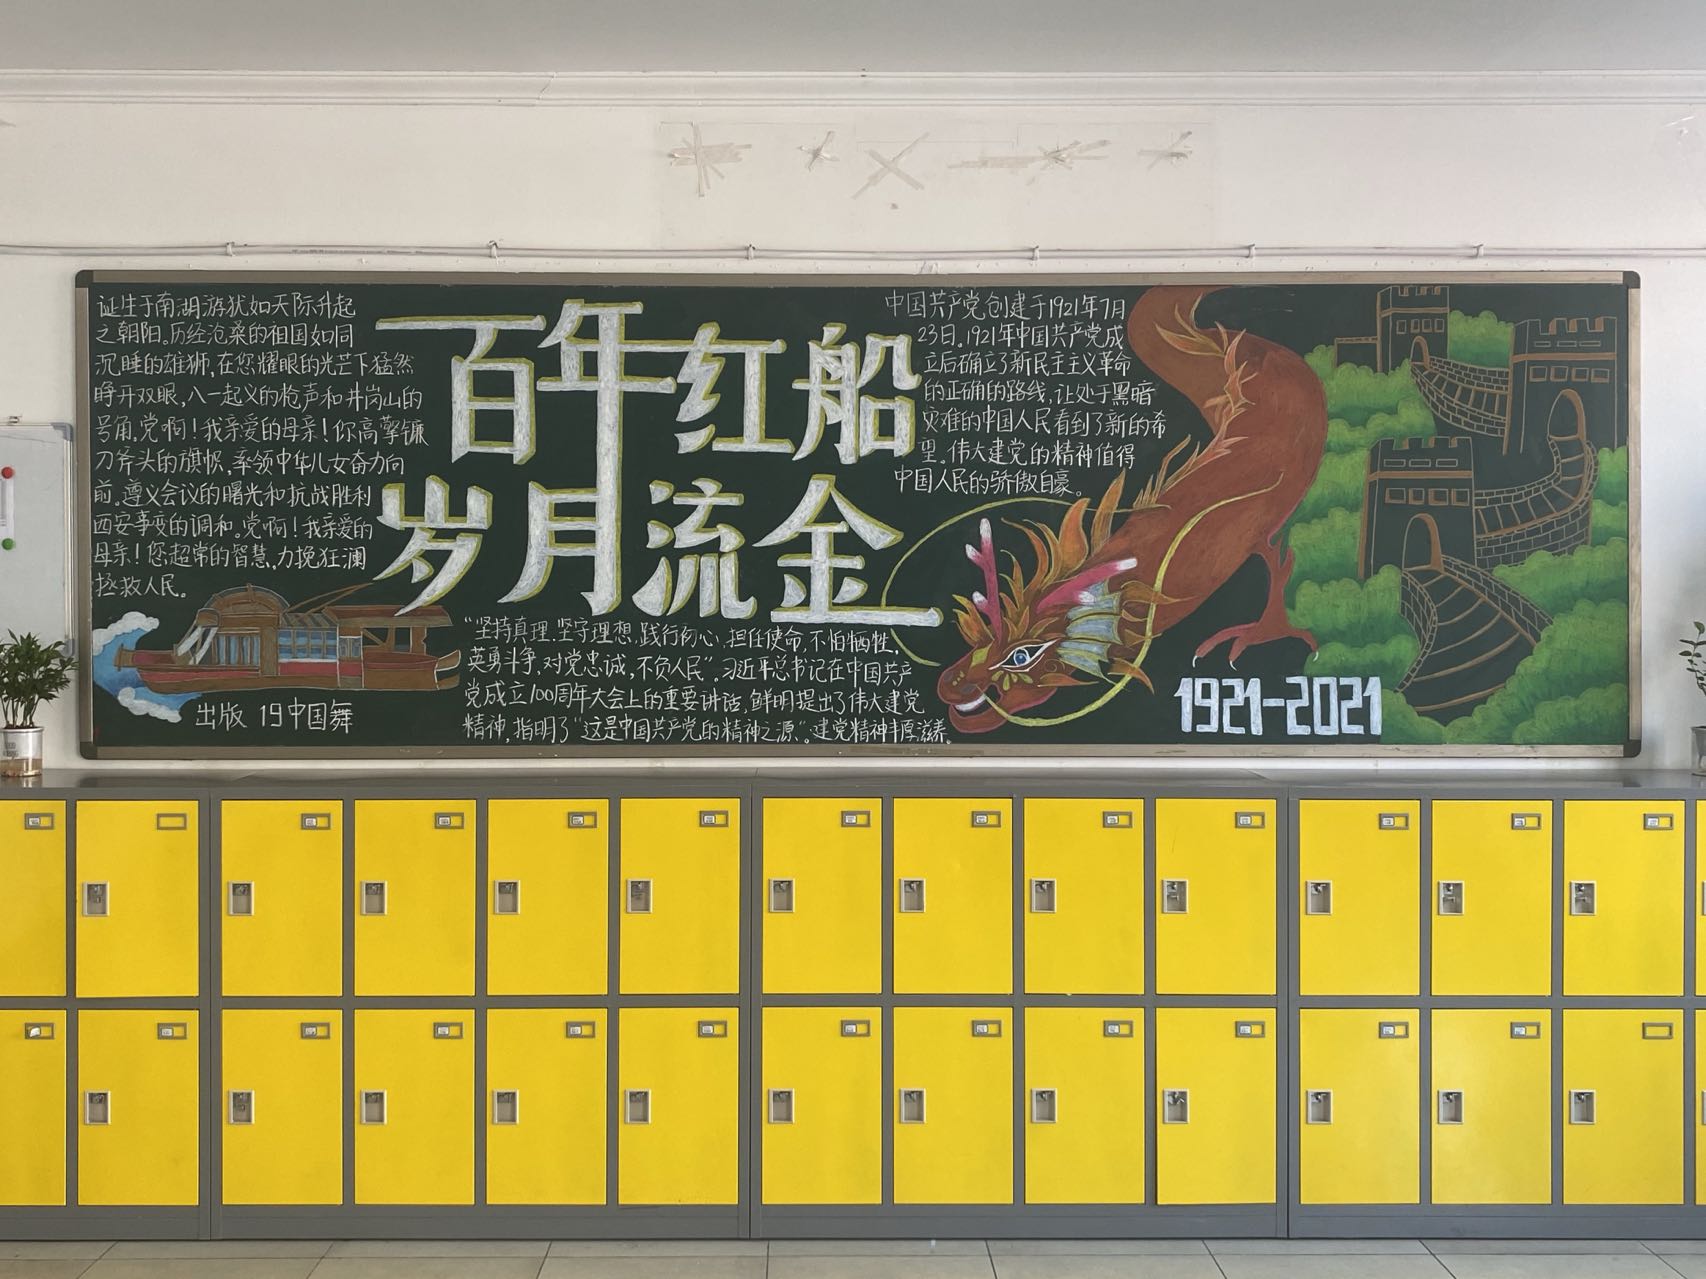 诞生于南湖游犹如天际升起
之朝阳。历经沧桑的祖国如同
沉睡的雄狮,在您耀眼的光芒下猛然
睁开双眼,八一起义的枪声和井岗山的
号角,党啊!我亲爱的母亲!你高擎镰
刀斧头的旗帜,率领中华儿女奋力向
前。遵义会议的曙光和抗战胜利
西安事变的调和。党啊!我亲爱的
母亲!您超常的智慧,力挽狂澜
拯救人民。
出版 19中国舞
百年红船
岁月流金
"坚持真理.坚守理想.践行初心.担任使命,不怕牺牲,
英勇斗争,对党忠诚,不负人民".习近平总书记在中国共产
党成立100周年大会上的重要讲话,鲜明提出了伟大建党
精神,指明了"这是中国共产党的精神之源".建党精神丰厚滋养。
中国共产党创建于1921年7月
23日。1921年中国共产党成
立后确立了新民主主义革命
的正确的路线,让处于黑暗
灾难的中国人民看到了新的希
望。伟大建党的精神值得
中国人民的骄傲自豪。
1921-2021